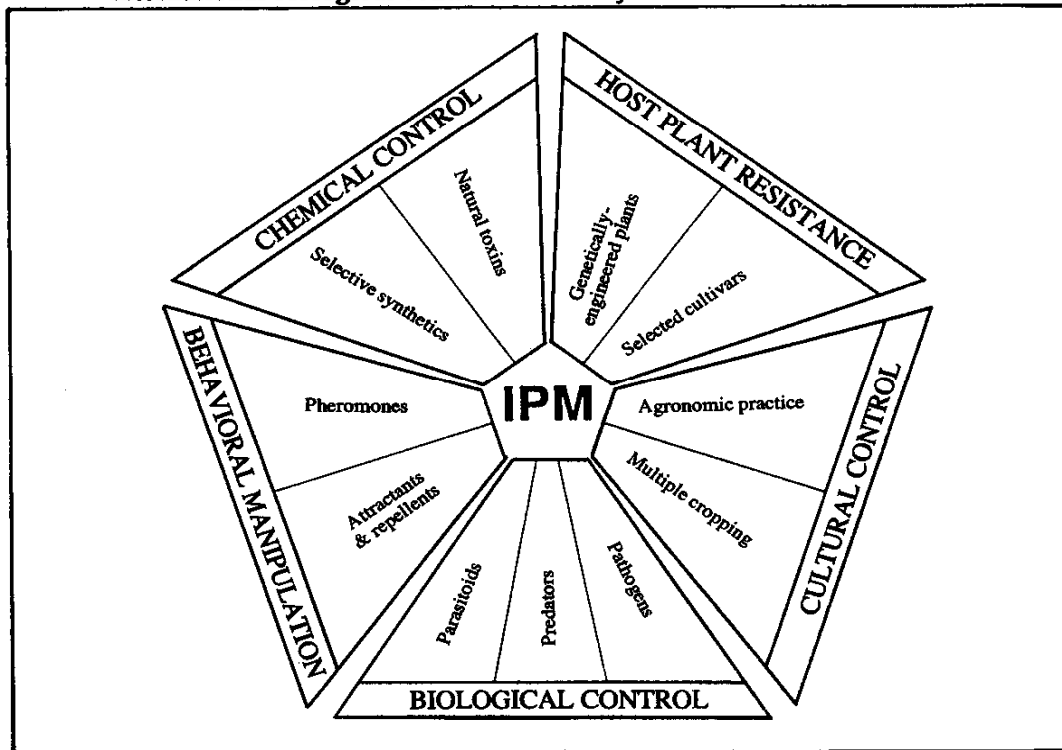 CHEMICAL CONTROL
Natural toxins
Selective synthetics
HOST PLANT RESISTANCE
Genetically-
engineered plants
Selected cultivars
BEHAVIORAL MANIPULATION
Pheromones
Attractants
& repellents
IPM
CULTURAL CONTROL
Agronomic practice
Multiple cropping
Parasitoids
Predators
Pathogens
BIOLOGICAL CONTROL